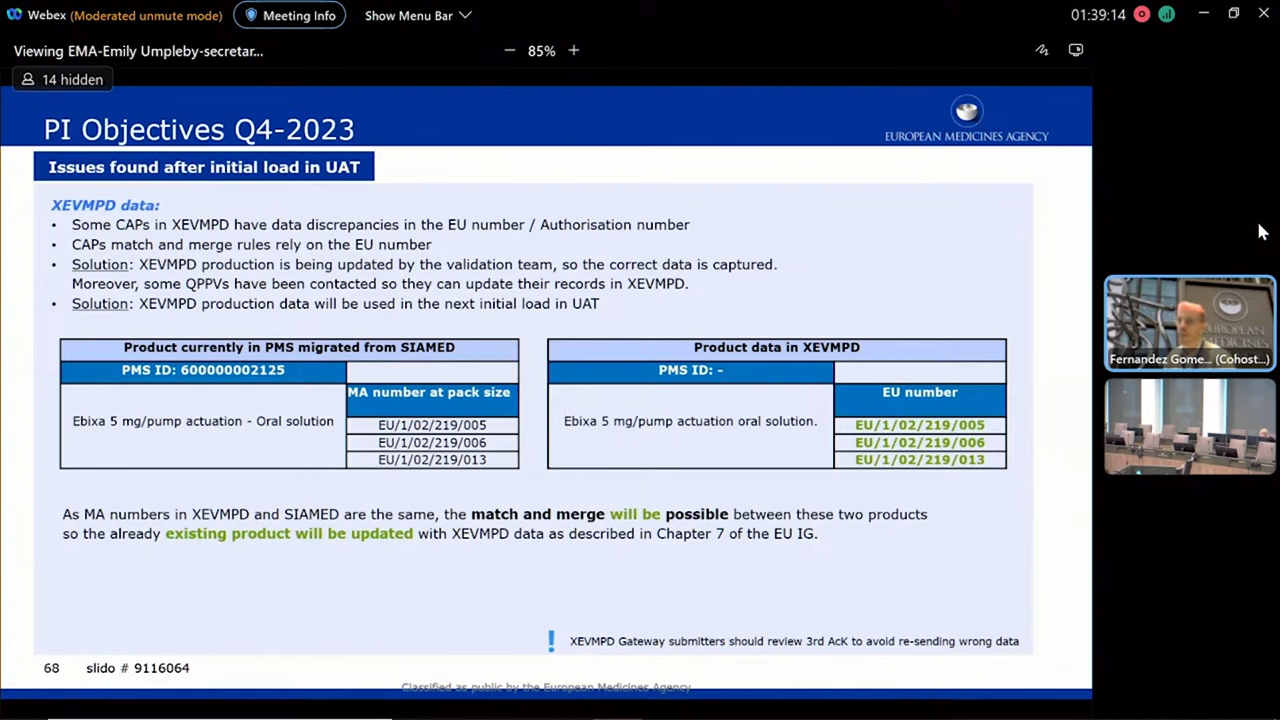 Webex (Moderated unmute mode) Meeting Info Show Menu Bar 01:39:14
Viewing EMA-Emily Umpleby-secretar... 85%
14 hidden
PI Objectives Q4-2023
EUROPEAN MEDICINES AGENCY
Issues found after initial load in UAT
XEVMPD data:
• Some CAPs in XEVMPD have data discrepancies in the EU number / Authorisation number
• CAPs match and merge rules rely on the EU number
• Solution: XEVMPD production is being updated by the validation team, so the correct data is captured.
Moreover, some QPPVs have been contacted so they can update their records in XEVMPD.
• Solution: XEVMPD production data will be used in the next initial load in UAT
Product currently in PMS migrated from SIAMED
PMS ID: 600000002125
MA number at pack size
Ebixa 5 mg/pump actuation - Oral solution
EU/1/02/219/005
EU/1/02/219/006
EU/1/02/219/013
Product data in XEVMPD
PMS ID: -
EU number
Ebixa 5 mg/pump actuation oral solution.
EU/1/02/219/005
EU/1/02/219/006
EU/1/02/219/013
As MA numbers in XEVMPD and SIAMED are the same, the match and merge will be possible between these two products
so the already existing product will be updated with XEVMPD data as described in Chapter 7 of the EU IG.
! XEVMPD Gateway submitters should review 3rd AcK to avoid re-sending wrong data
68 slido # 9116064
Classified as public by the European Medicines Agency
EUROPEAN
Fernandez Gome... (Cohost...)